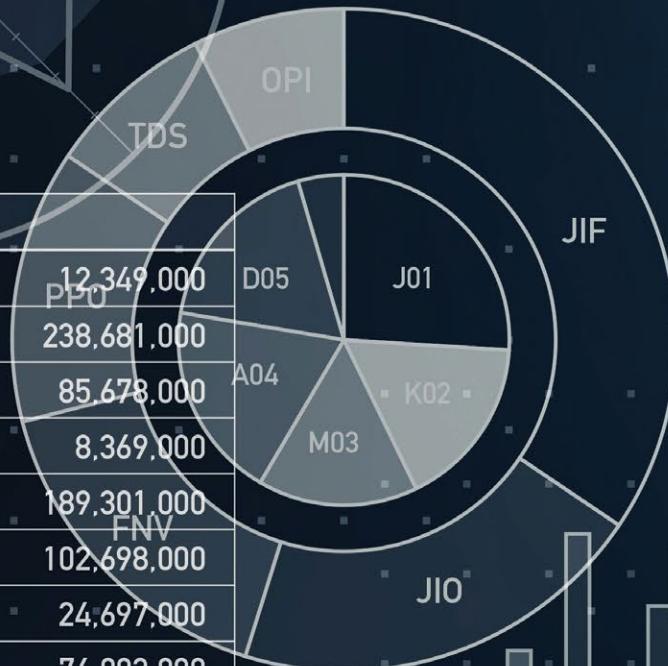 OPI
TDS
JIF
PPO
12,349,000
238,681,000
85,678,000
8,369,000
189,301,000
102,698,000
24,697,000
D05
J01
A04
K02
M03
FNV
JIO